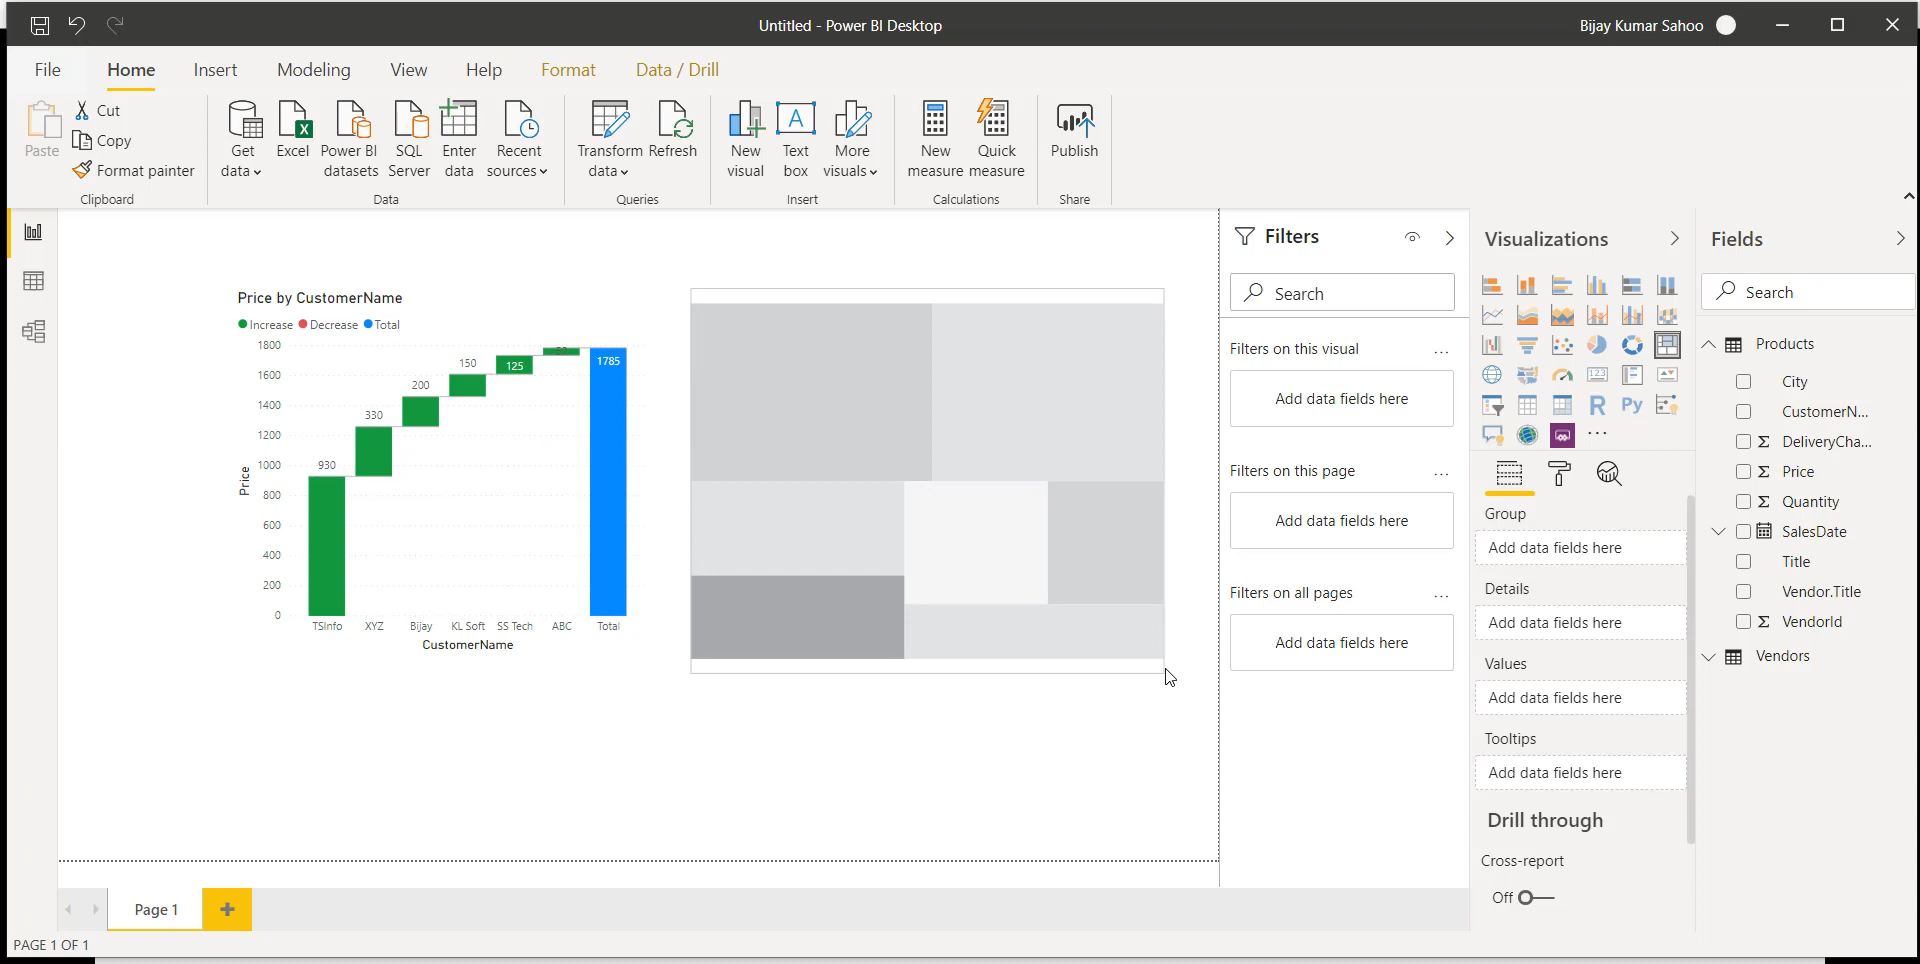 Untitled - Power BI Desktop
Bijay Kumar Sahoo
File Home Insert Modeling View Help Format Data / Drill
Paste
Cut
Copy
Format painter
Clipboard
Get data
Excel
Power BI datasets
SQL Server
Enter data
Recent sources
Data
Transform data
Refresh
Queries
New visual
Text box
More visuals
Insert
New measure
Quick measure
Calculations
Publish
Share
Price by CustomerName
Increase Decrease Total
1800
1600
1400
1200
1000
800
600
400
200
0
Price
930
330
200
150
125
1785
TSInfo XYZ Bijay KL Soft SS Tech ABC Total
CustomerName
Filters
Search
Filters on this visual ...
Add data fields here
Filters on this page ...
Add data fields here
Filters on all pages ...
Add data fields here
Visualizations
123
R
Py
...
Group
Add data fields here
Details
Add data fields here
Values
Add data fields here
Tooltips
Add data fields here
Drill through
Cross-report
Off
Fields
Search
Products
City
CustomerN...
Σ DeliveryCha...
Σ Price
Σ Quantity
SalesDate
Title
Vendor.Title
Σ VendorId
Vendors
Page 1
PAGE 1 OF 1